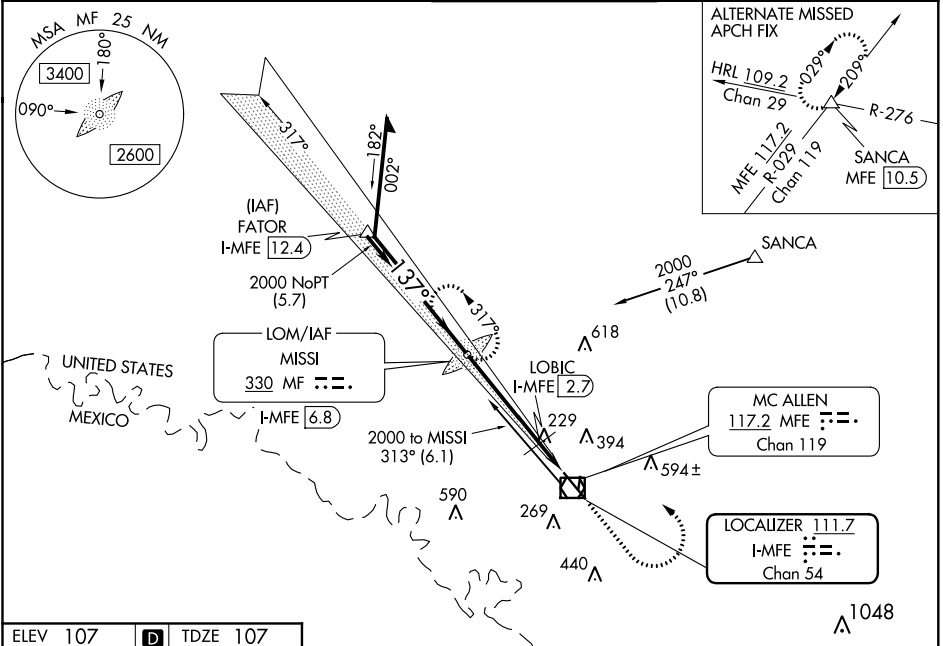 MSA MF 25 NM
180°
3400
090°
2600
ALTERNATE MISSED
APCH FIX
HRL 109.2
Chan 29
029°
209°
R-276
MFE 117.2
R-029
Chan 119
SANCA
MFE 10.5
317°
182°
002°
(IAF)
FATOR
I-MFE 12.4
2000 NoPT
(5.7)
137°
317°
SANCA
2000
247°
(10.8)
618
LOM/IAF
MISSI
330 MF
I-MFE 6.8
UNITED STATES
MEXICO
LOBIC
I-MFE 2.7
229
394
594±
MC ALLEN
117.2 MFE
Chan 119
2000 to MISSI
313° (6.1)
590
269
440
LOCALIZER 111.7
I-MFE
Chan 54
1048
ELEV 107 D TDZE 107